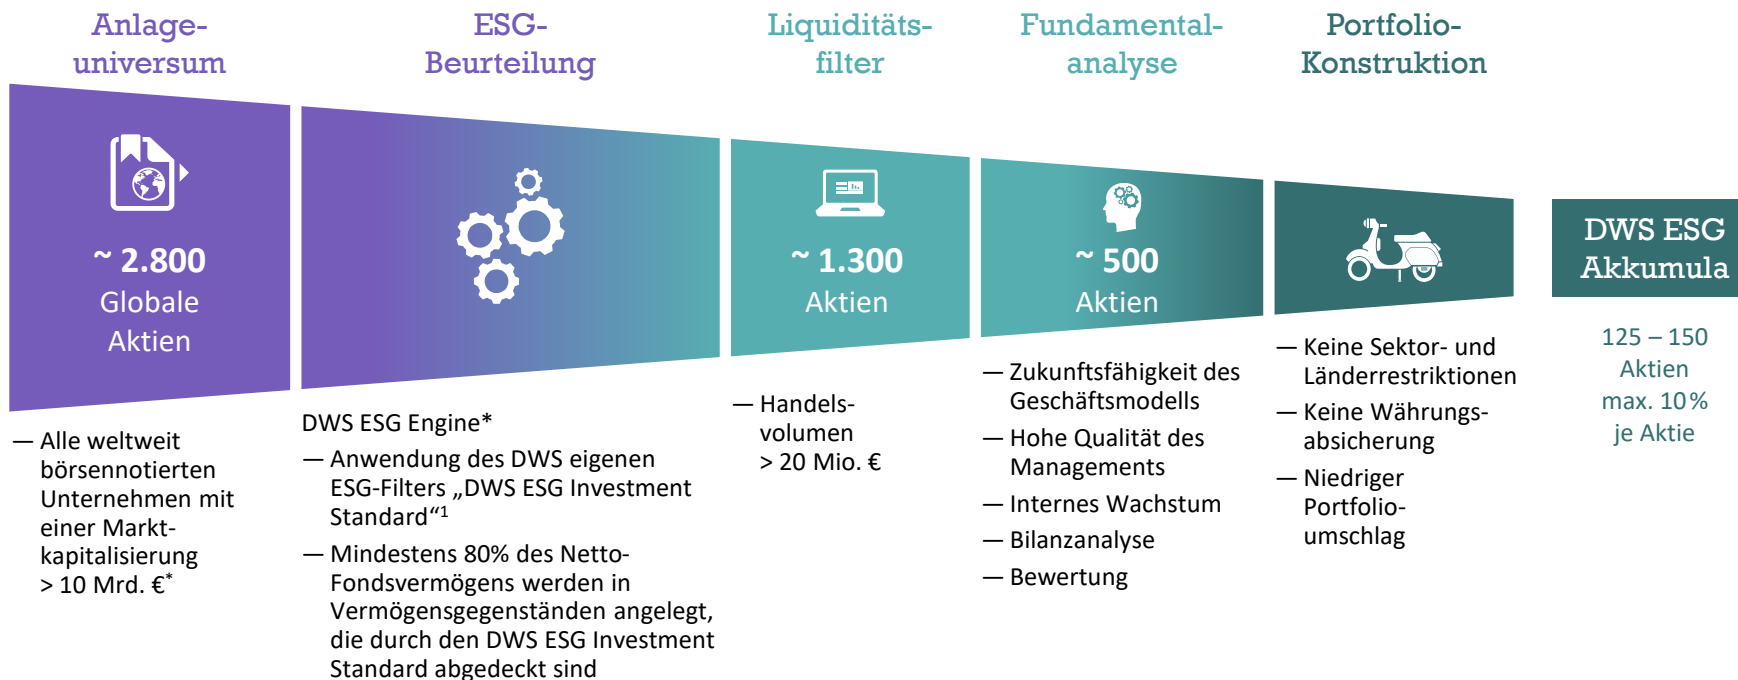 Anlage-
universum
ESG-
Beurteilung
Liquiditäts-
filter
Fundamental-
analyse
Portfolio-
Konstruktion
~ 2.800
Globale
Aktien
~ 1.300
Aktien
~ 500
Aktien
DWS ESG
Akkumula
— Alle weltweit
börsennotierten
Unternehmen mit
einer Markt-
kapitalisierung
> 10 Mrd. €*
DWS ESG Engine*
— Anwendung des DWS eigenen
ESG-Filters „DWS ESG Investment
Standard“¹
— Mindestens 80% des Netto-
Fondsvermögens werden in
Vermögensgegenständen angelegt,
die durch den DWS ESG Investment
Standard abgedeckt sind
— Handels-
volumen
> 20 Mio. €
— Zukunftsfähigkeit des
Geschäftsmodells
— Hohe Qualität des
Managements
— Internes Wachstum
— Bilanzanalyse
— Bewertung
— Keine Sektor- und
Länderrestriktionen
— Keine Währungs-
absicherung
— Niedriger
Portfolio-
umschlag
125 – 150
Aktien
max. 10%
je Aktie